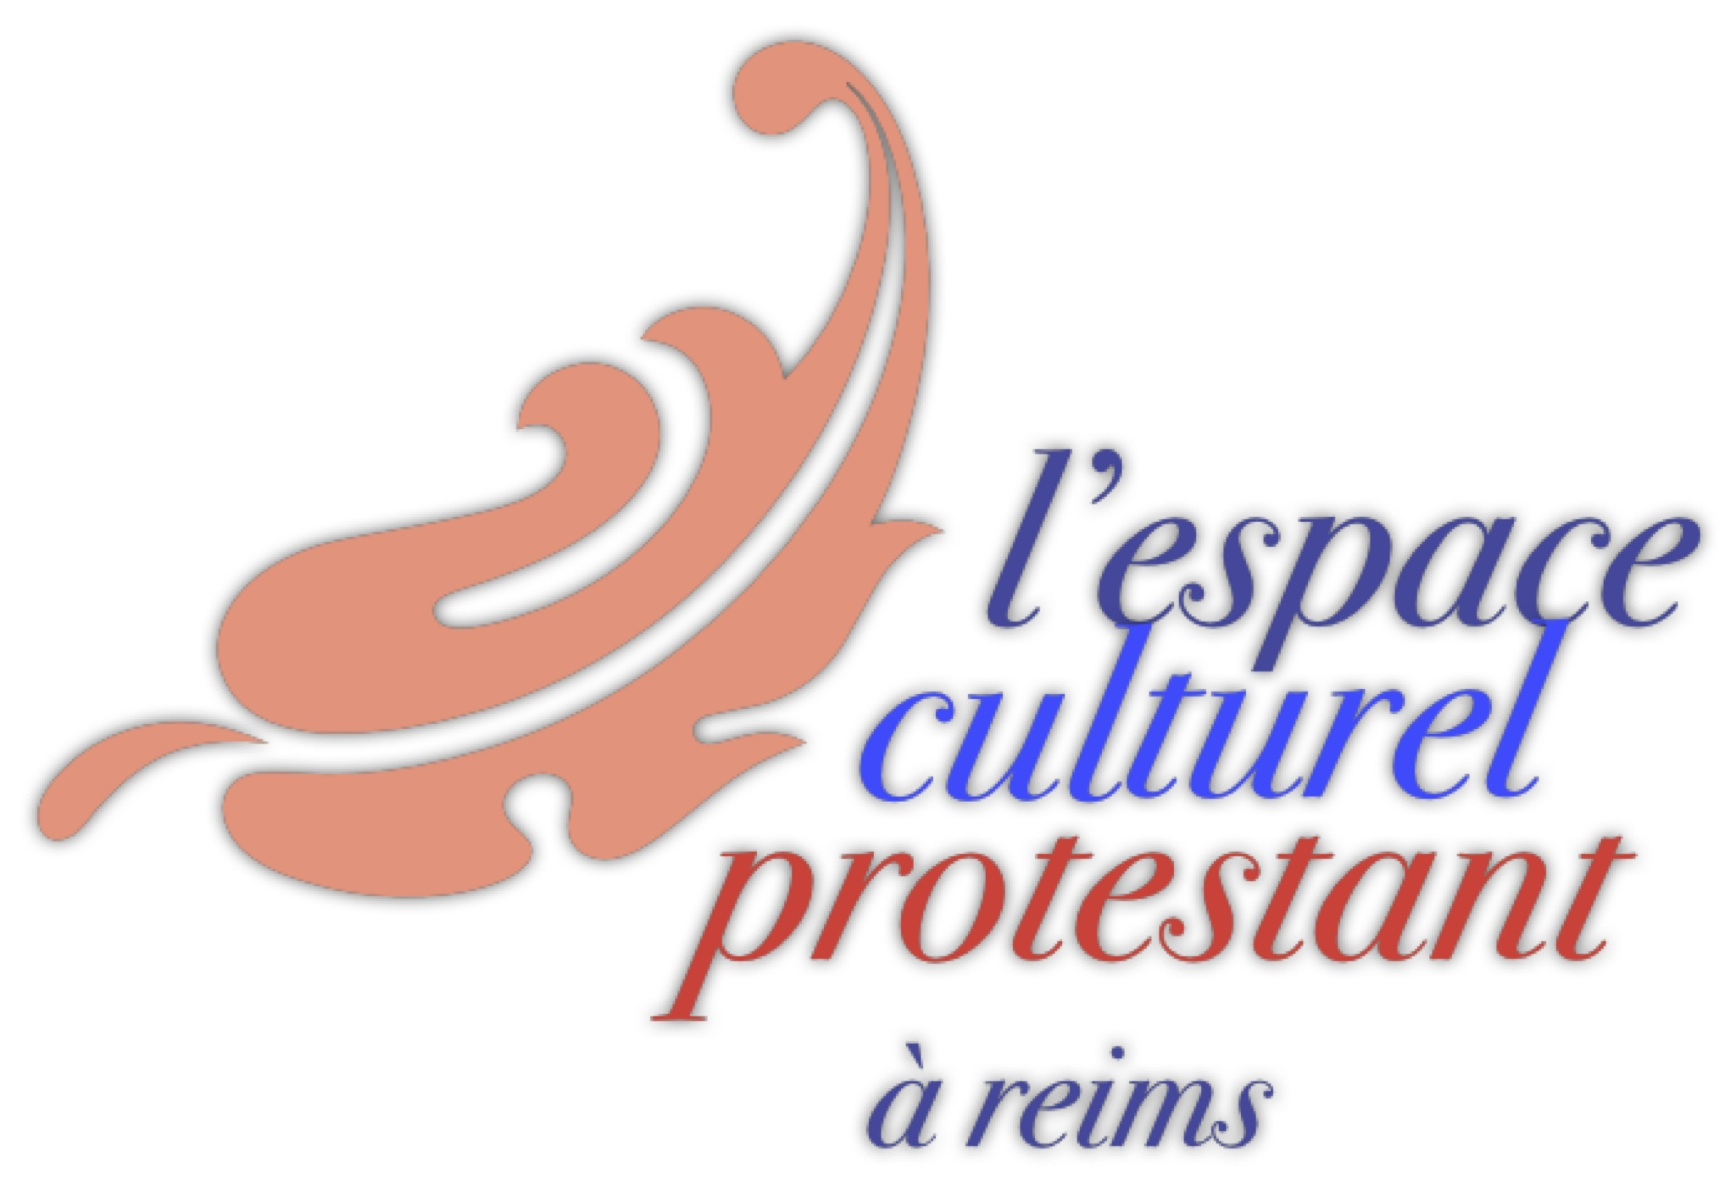 l'espace
culturel
protestant
à reims